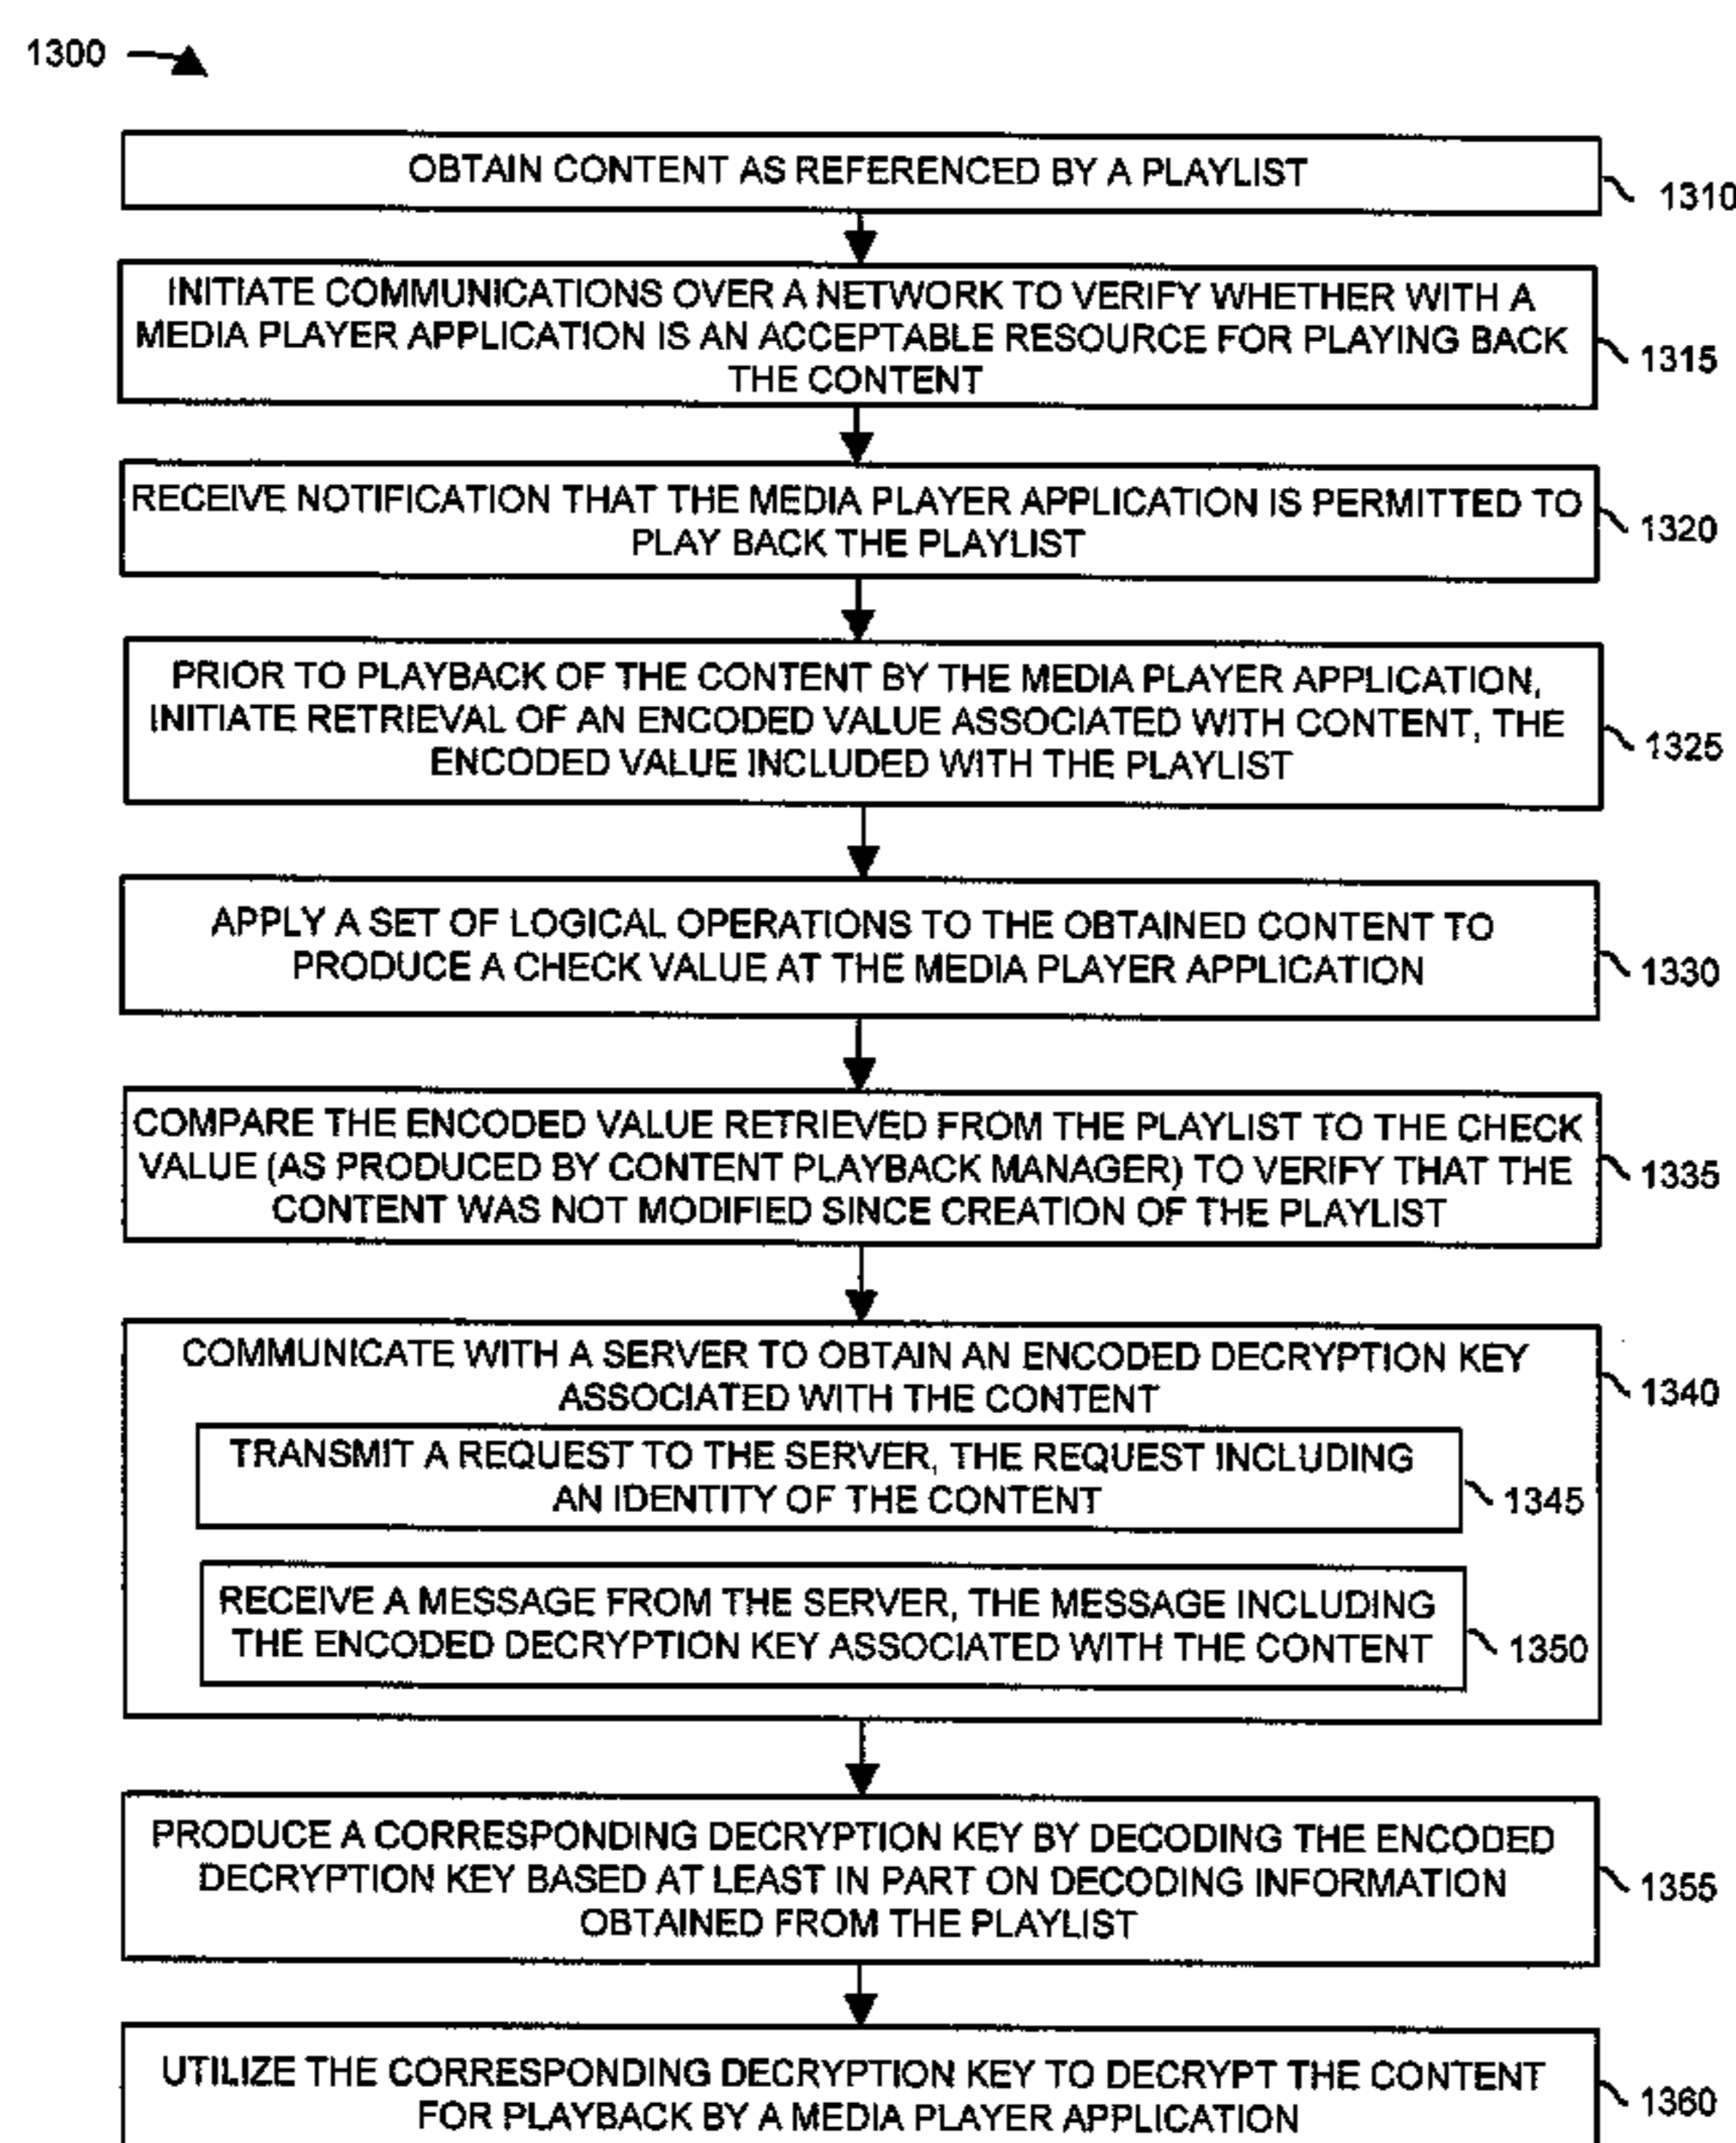 1300
OBTAIN CONTENT AS REFERENCED BY A PLAYLIST
1310
INITIATE COMMUNICATIONS OVER A NETWORK TO VERIFY WHETHER WITH A
MEDIA PLAYER APPLICATION IS AN ACCEPTABLE RESOURCE FOR PLAYING BACK
THE CONTENT
1315
RECEIVE NOTIFICATION THAT THE MEDIA PLAYER APPLICATION IS PERMITTED TO
PLAY BACK THE PLAYLIST
1320
PRIOR TO PLAYBACK OF THE CONTENT BY THE MEDIA PLAYER APPLICATION,
INITIATE RETRIEVAL OF AN ENCODED VALUE ASSOCIATED WITH CONTENT, THE
ENCODED VALUE INCLUDED WITH THE PLAYLIST
1325
APPLY A SET OF LOGICAL OPERATIONS TO THE OBTAINED CONTENT TO
PRODUCE A CHECK VALUE AT THE MEDIA PLAYER APPLICATION
1330
COMPARE THE ENCODED VALUE RETRIEVED FROM THE PLAYLIST TO THE CHECK
VALUE (AS PRODUCED BY CONTENT PLAYBACK MANAGER) TO VERIFY THAT THE
CONTENT WAS NOT MODIFIED SINCE CREATION OF THE PLAYLIST
1335
COMMUNICATE WITH A SERVER TO OBTAIN AN ENCODED DECRYPTION KEY
ASSOCIATED WITH THE CONTENT
1340
TRANSMIT A REQUEST TO THE SERVER, THE REQUEST INCLUDING
AN IDENTITY OF THE CONTENT
1345
RECEIVE A MESSAGE FROM THE SERVER, THE MESSAGE INCLUDING
THE ENCODED DECRYPTION KEY ASSOCIATED WITH THE CONTENT
1350
PRODUCE A CORRESPONDING DECRYPTION KEY BY DECODING THE ENCODED
DECRYPTION KEY BASED AT LEAST IN PART ON DECODING INFORMATION
OBTAINED FROM THE PLAYLIST
1355
UTILIZE THE CORRESPONDING DECRYPTION KEY TO DECRYPT THE CONTENT
FOR PLAYBACK BY A MEDIA PLAYER APPLICATION
1360